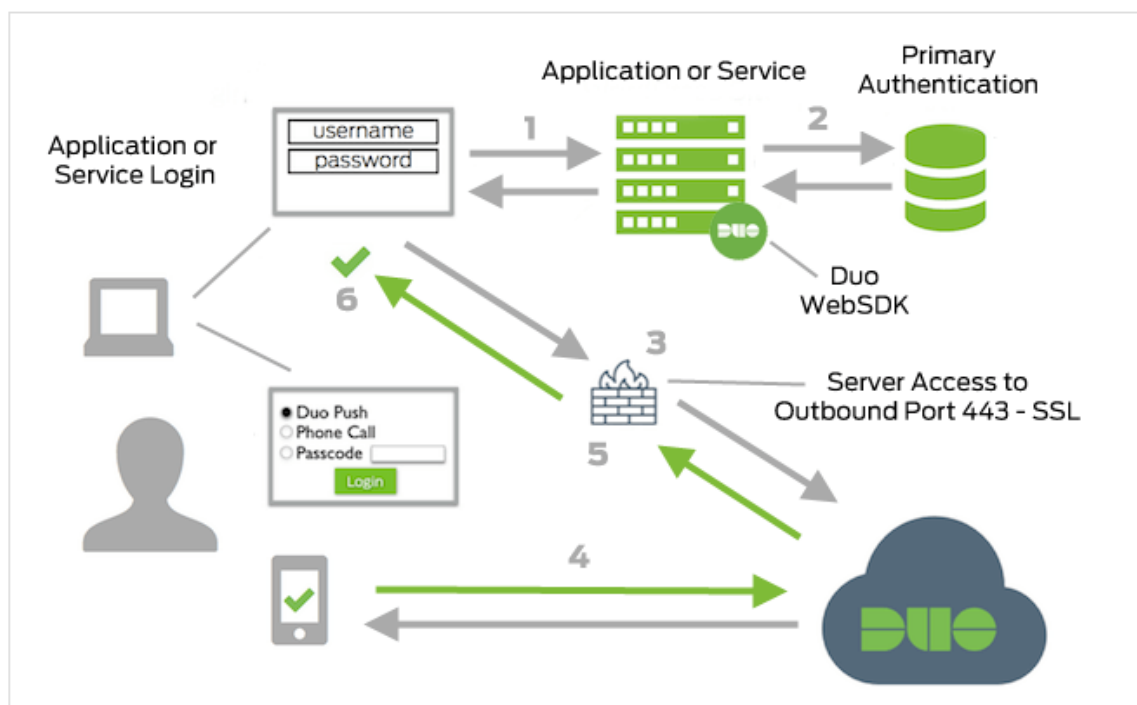 Application or
Service Login
username
password
1
Application or Service
2
Primary
Authentication
DUO
Duo
WebSDK
6
3
Server Access to
Outbound Port 443 - SSL
5
Duo Push
Phone Call
Passcode
Login
4
DUO